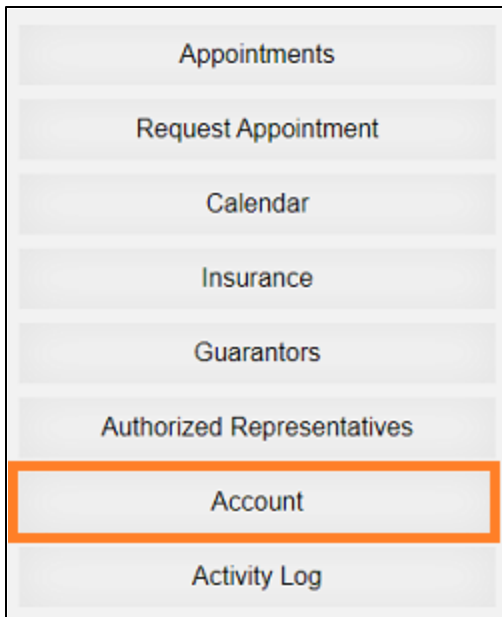 Appointments
Request Appointment
Calendar
Insurance
Guarantors
Authorized Representatives
Account
Activity Log